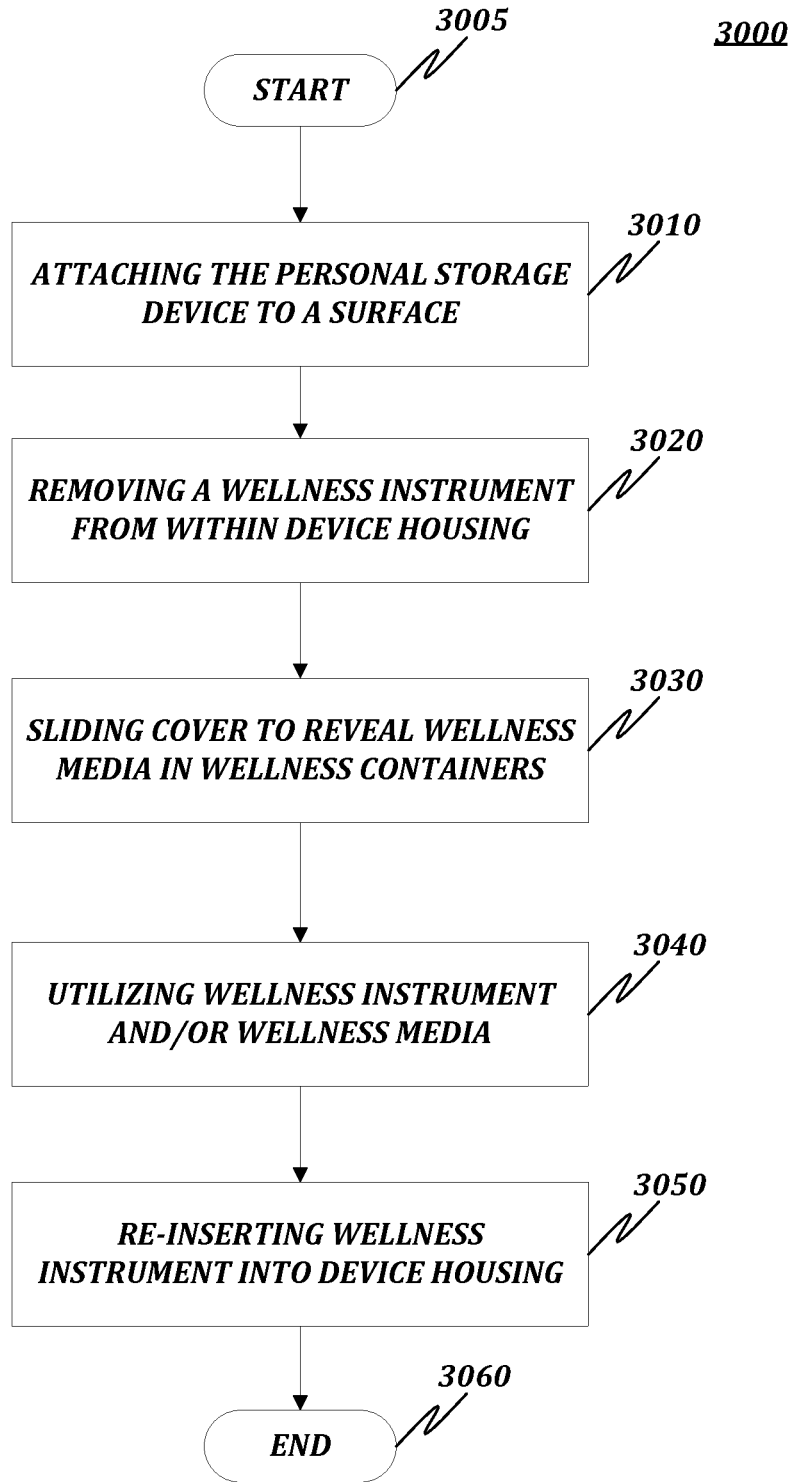 3000
3005
START
3010
ATTACHING THE PERSONAL STORAGE
DEVICE TO A SURFACE
3020
REMOVING A WELLNESS INSTRUMENT
FROM WITHIN DEVICE HOUSING
3030
SLIDING COVER TO REVEAL WELLNESS
MEDIA IN WELLNESS CONTAINERS
3040
UTILIZING WELLNESS INSTRUMENT
AND/OR WELLNESS MEDIA
3050
RE-INSERTING WELLNESS
INSTRUMENT INTO DEVICE HOUSING
3060
END